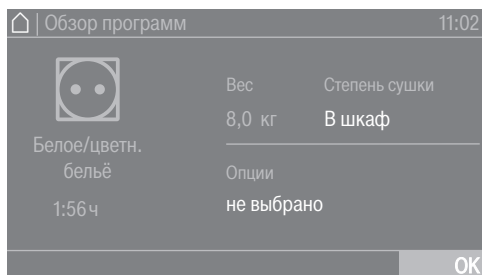 Обзор программ 11:02
Вес Степень сушки
8,0 кг В шкаф
Белое/цветн.
бельё
1:56 ч
Опции
не выбрано
OK